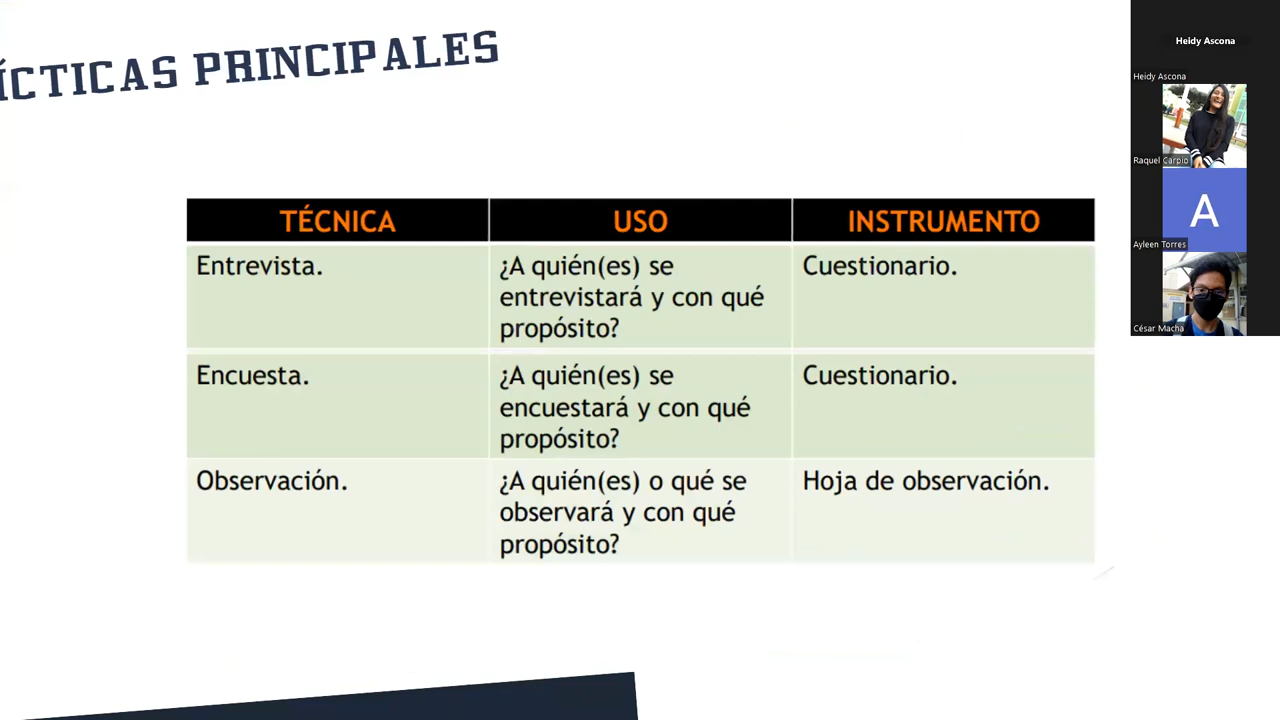 ÍCTICAS PRINCIPALES
TÉCNICA USO INSTRUMENTO
Entrevista. ¿A quién(es) se Cuestionario.
entrevistará y con qué
propósito?
Encuesta. ¿A quién(es) se Cuestionario.
encuestará y con qué
propósito?
Observación. ¿A quién(es) o qué se Hoja de observación.
observará y con qué
propósito?
Heidy Ascona
Heidy Ascona
Raquel Carpio
A
Ayleen Torres
César Macha